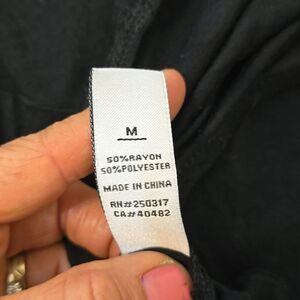 M
50%RAYON
50%POLYESTER
MADE IN CHINA
RN#250317
CA#40482